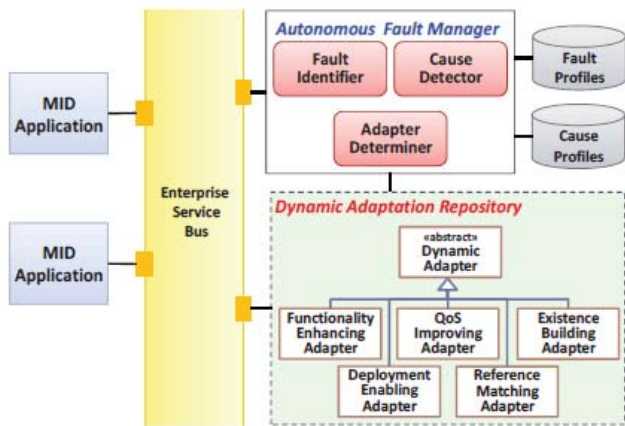 Autonomous Fault Manager
Fault
Identifier
Cause
Detector
Adapter
Determiner
Fault
Profiles
Cause
Profiles
MID
Application
MID
Application
Enterprise
Service
Bus
Dynamic Adaptation Repository
«abstract»
Dynamic
Adapter
Functionality
Enhancing
Adapter
QoS
Improving
Adapter
Existence
Building
Adapter
Deployment
Enabling
Adapter
Reference
Matching
Adapter